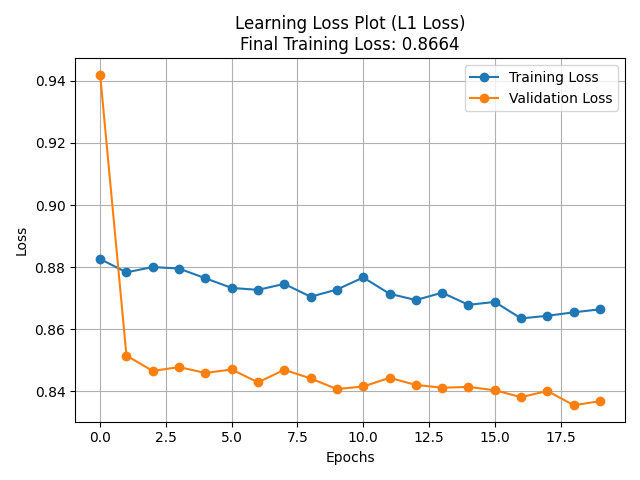 Learning Loss Plot (L1 Loss)
Final Training Loss: 0.8664
Training Loss
Validation Loss
0.94
0.92
0.90
0.88
0.86
0.84
Loss
0.0 2.5 5.0 7.5 10.0 12.5 15.0 17.5
Epochs